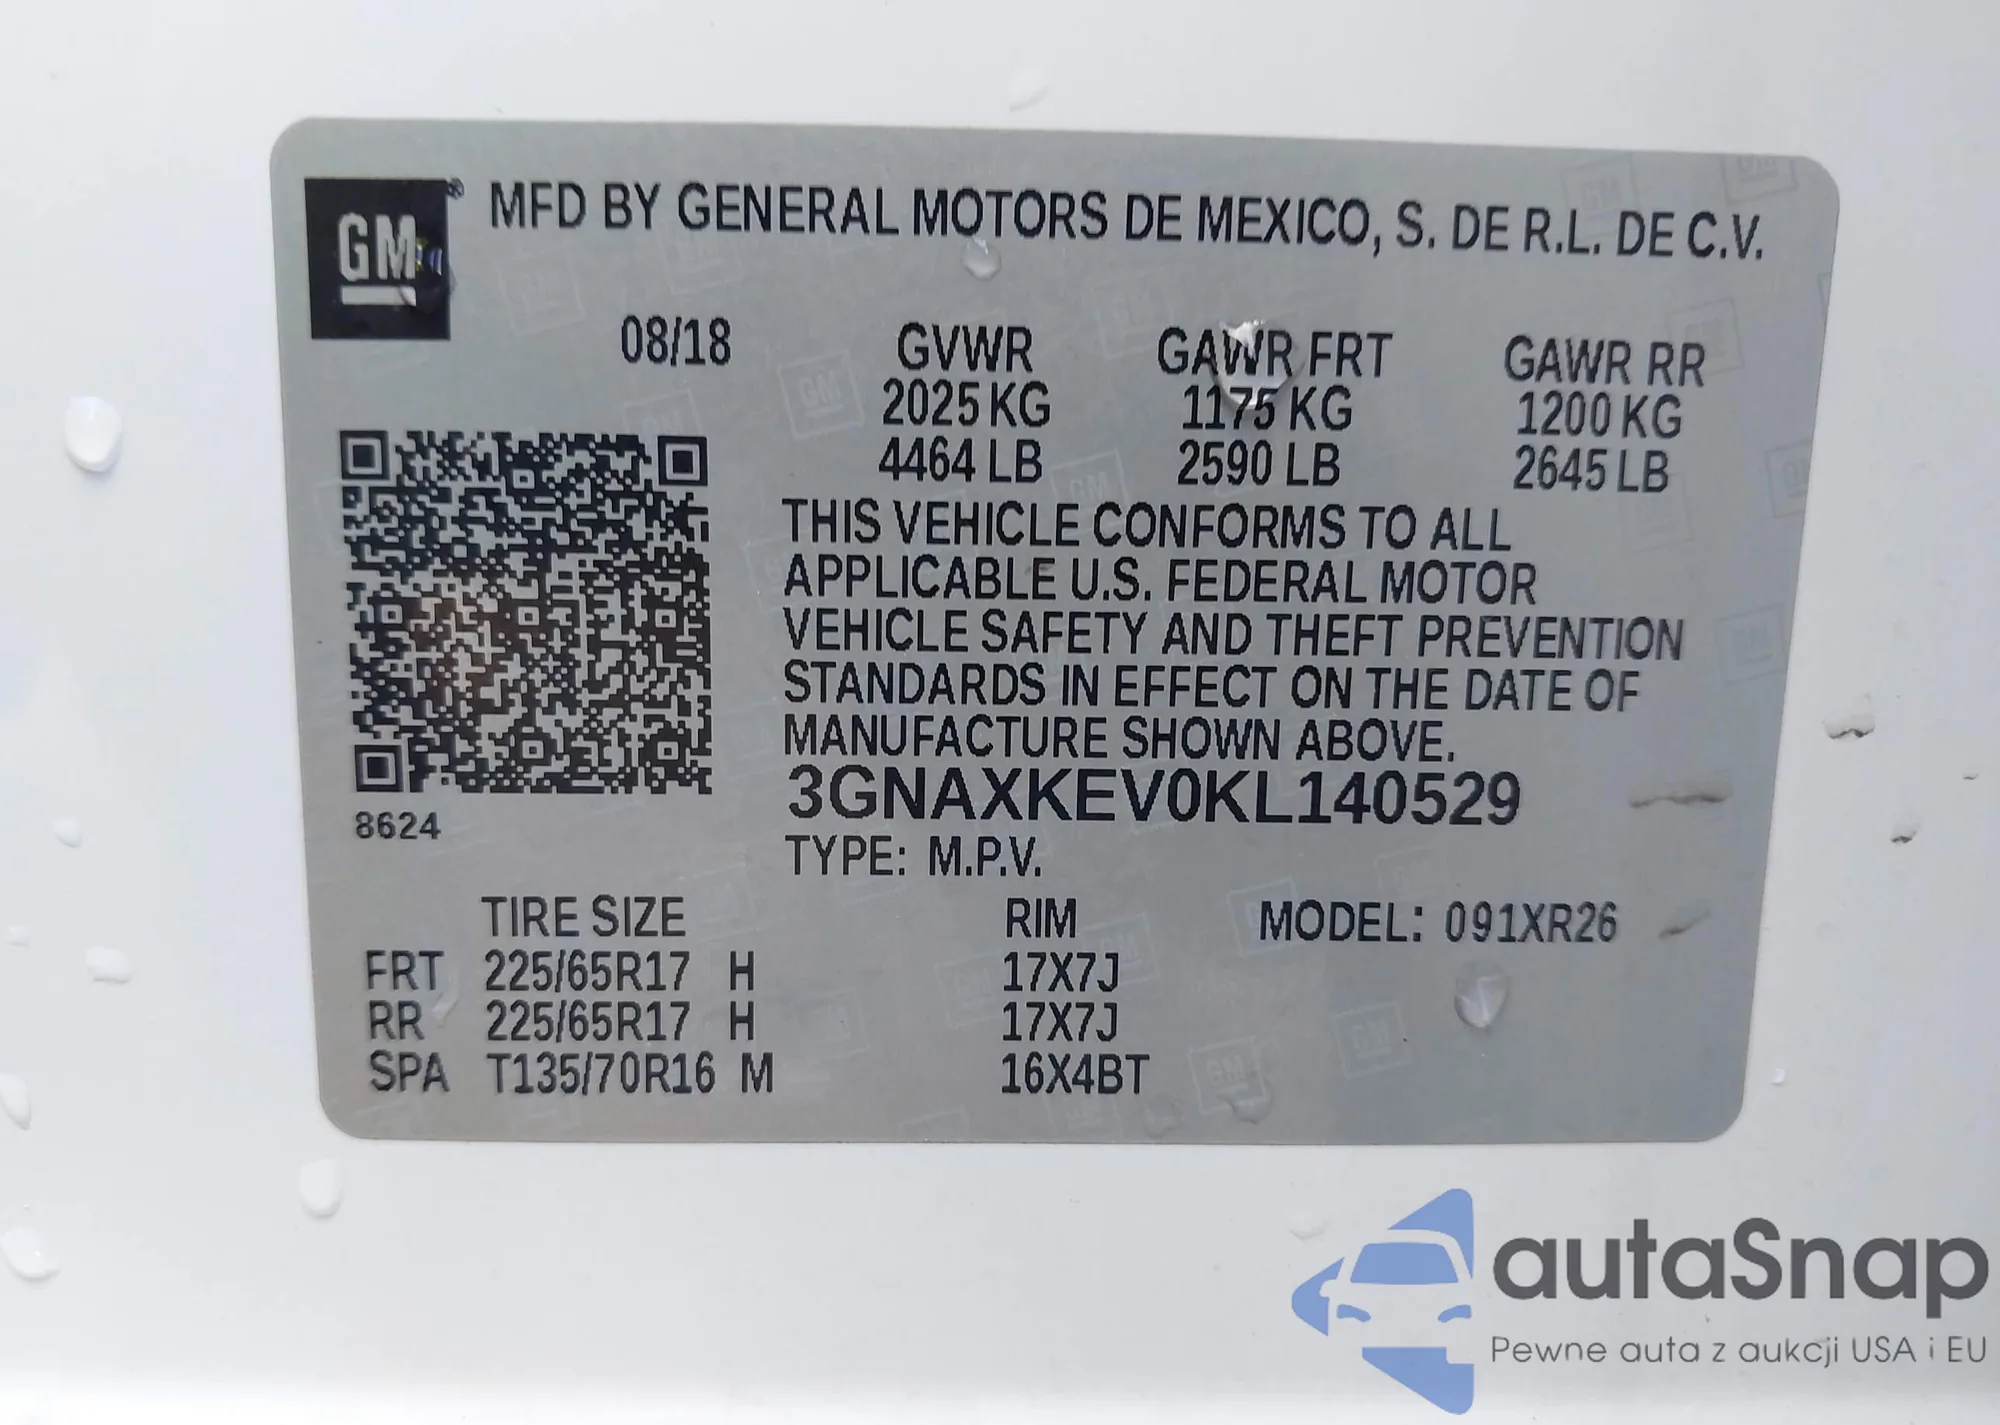 GM®
MFD BY GENERAL MOTORS DE MEXICO, S. DE R.L. DE C.V.
08/18 GVWR GAWR FRT GAWR RR
2025 KG 1175 KG 1200 KG
4464 LB 2590 LB 2645 LB
THIS VEHICLE CONFORMS TO ALL
APPLICABLE U.S. FEDERAL MOTOR
VEHICLE SAFETY AND THEFT PREVENTION
STANDARDS IN EFFECT ON THE DATE OF
MANUFACTURE SHOWN ABOVE.
3GNAXKEV0KL140529
8624
TYPE: M.P.V.
TIRE SIZE RIM MODEL: 091XR26
FRT 225/65R17 H 17X7J
RR 225/65R17 H 17X7J
SPA T135/70R16 M 16X4BT
autaSnap
Pewne auta z aukcji USA i EU